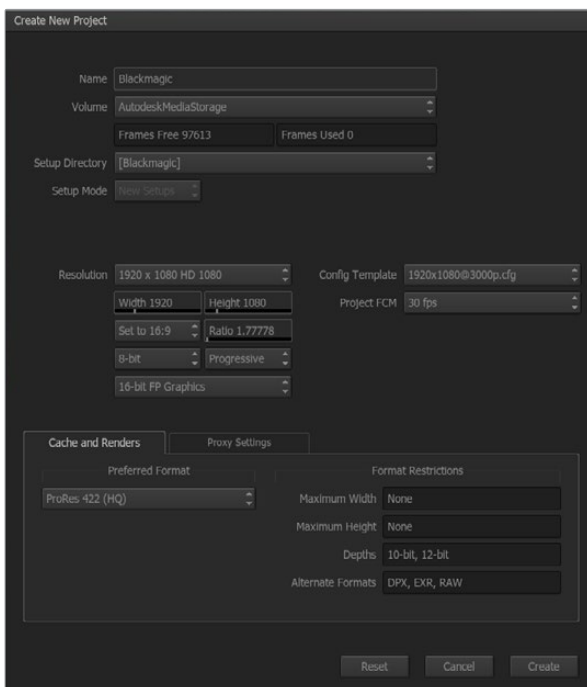 Create New Project
Name Blackmagic
Volume AutodeskMediaStorage
Frames Free 97613 Frames Used 0
Setup Directory [Blackmagic]
Setup Mode New Setups
Resolution 1920 x 1080 HD 1080 Config Template 1920x1080@3000p.cfg
Width 1920 Height 1080 Project FCM 30 fps
Set to 16:9 Ratio 1.77778
8-bit Progressive
16-bit FP Graphics
Cache and Renders Proxy Settings
Preferred Format Format Restrictions
ProRes 422 (HQ) Maximum Width None
Maximum Height None
Depths 10-bit, 12-bit
Alternate Formats DPX, EXR, RAW
Reset Cancel Create